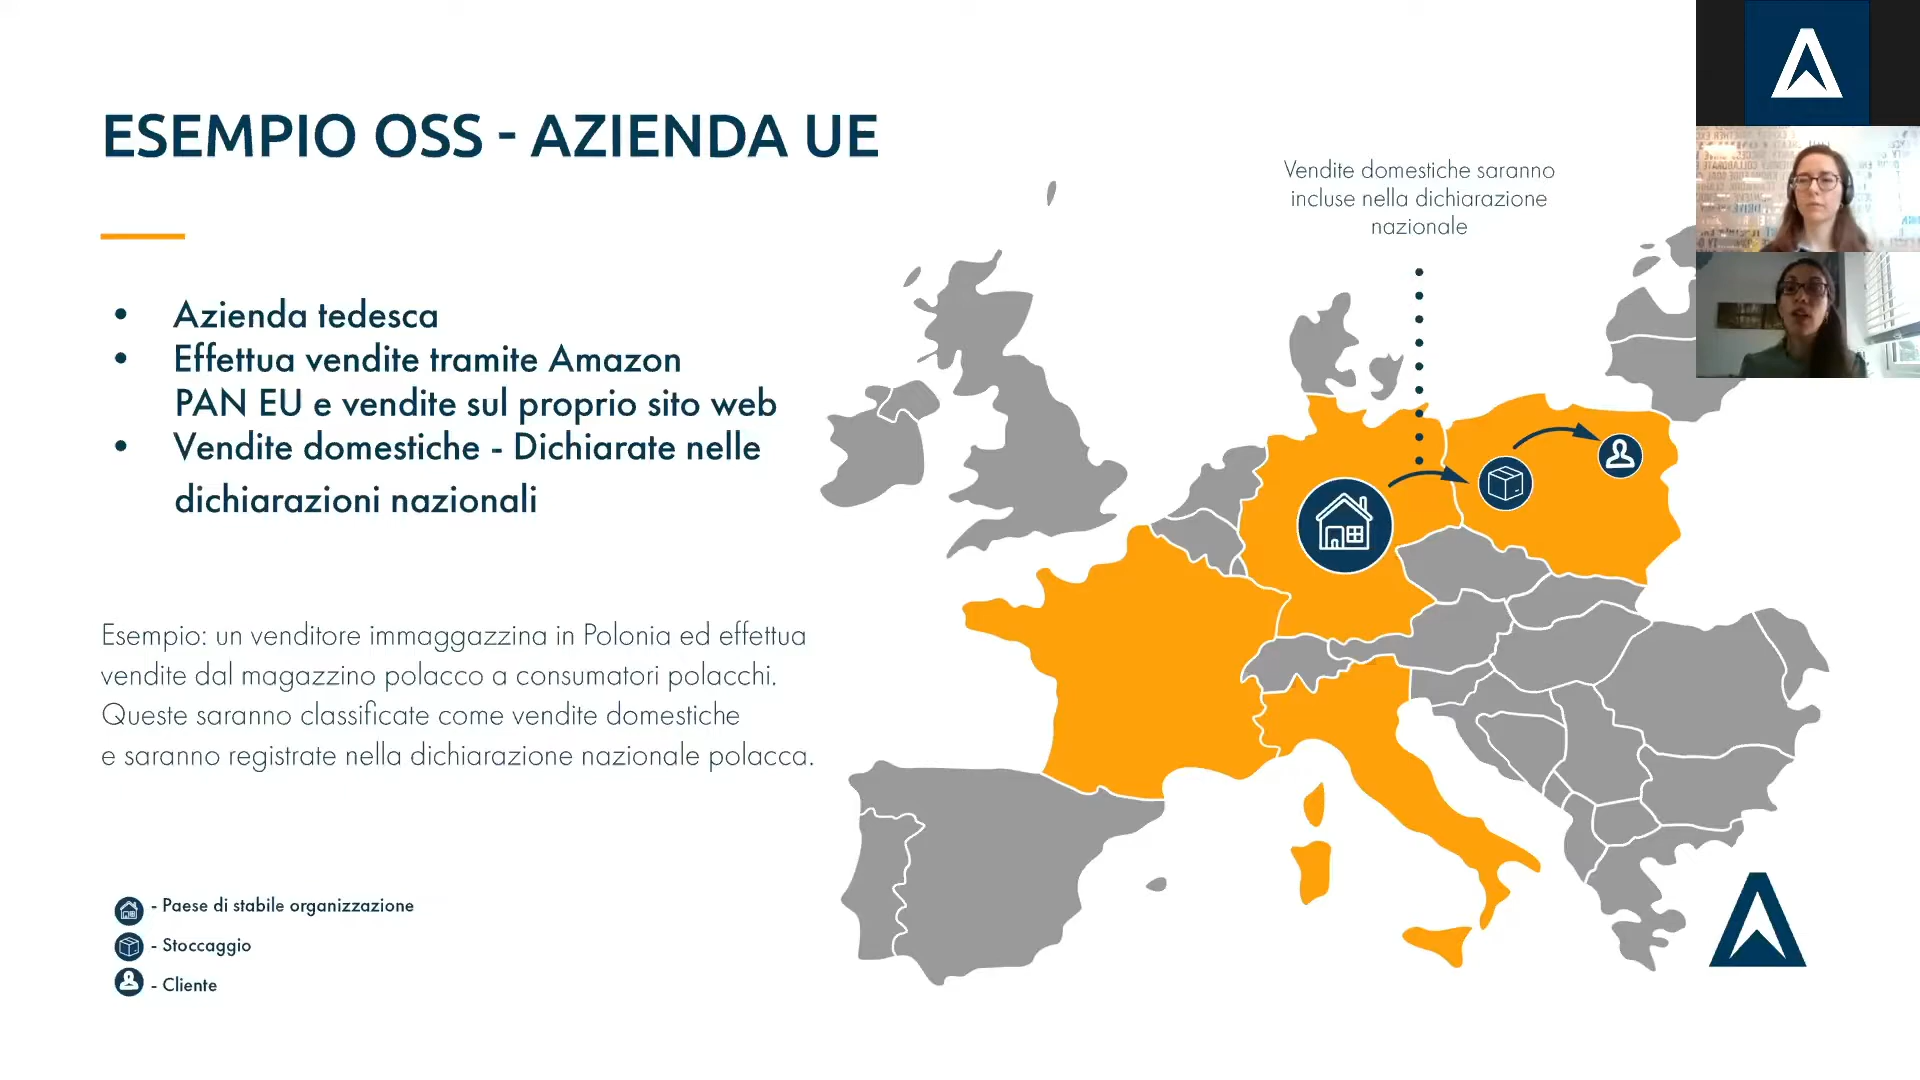 ESEMPIO OSS - AZIENDA UE
Vendite domestiche saranno
incluse nella dichiarazione
nazionale
• Azienda tedesca
• Effettua vendite tramite Amazon
PAN EU e vendite sul proprio sito web
• Vendite domestiche - Dichiarate nelle
dichiarazioni nazionali
Esempio: un venditore immaggazzina in Polonia ed effettua
vendite dal magazzino polacco a consumatori polacchi.
Queste saranno classificate come vendite domestiche
e saranno registrate nella dichiarazione nazionale polacca.
- Paese di stabile organizzazione
- Stoccaggio
- Cliente